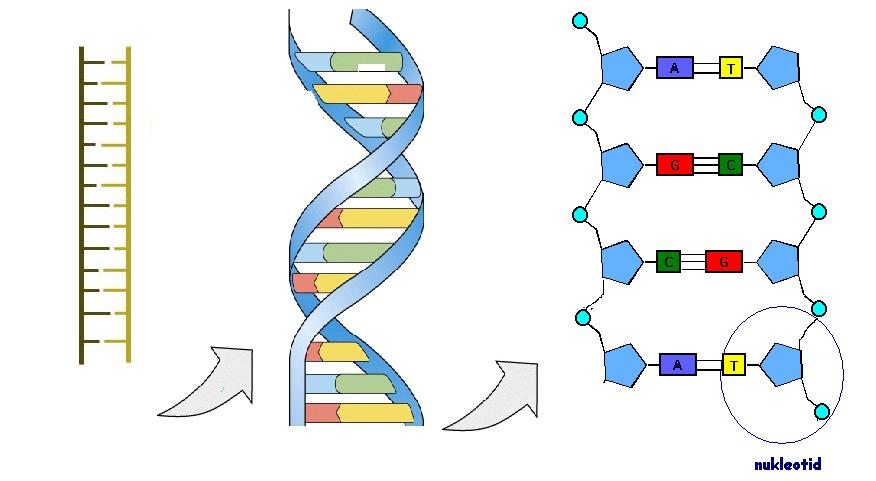 A T
G C
C G
A T
nukleotid